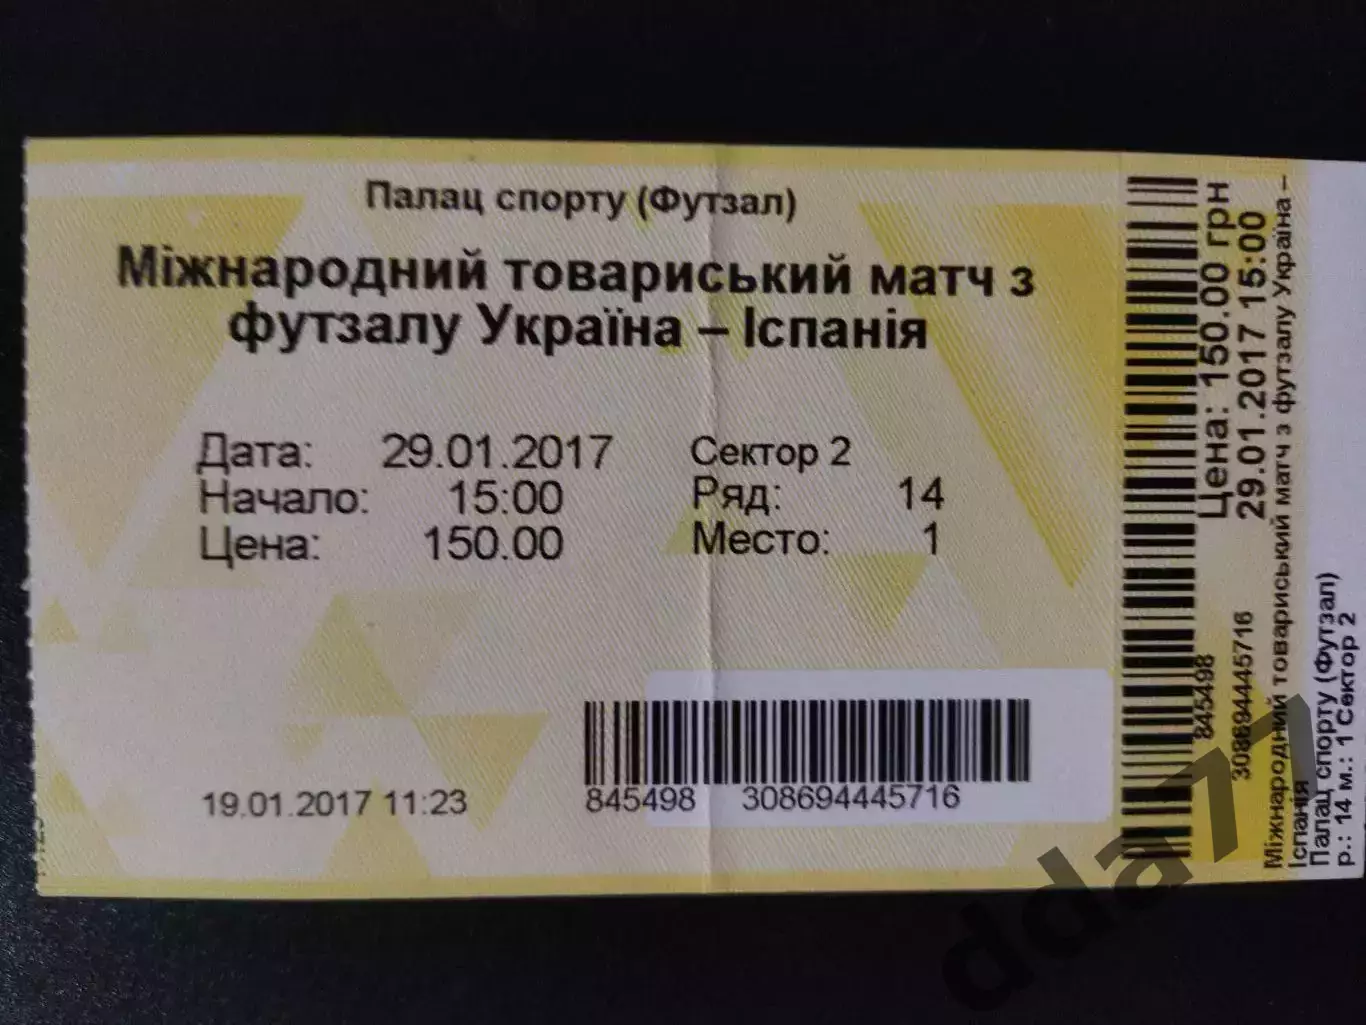 Палац спорту (Футзал)
Міжнародний товариський матч з
футзалу Україна – Іспанія
Дата: 29.01.2017 Сектор 2
Начало: 15:00 Ряд: 14
Цена: 150.00 Место: 1
19.01.2017 11:23
845498 308694445716
845498
308694445716
Цена: 150.00 грн
29.01.2017 15:00
Міжнародний товариський матч з футзалу Україна –
Іспанія
Палац спорту (Футзал)
р.: 14 м.: 1 Сектор 2
dda77